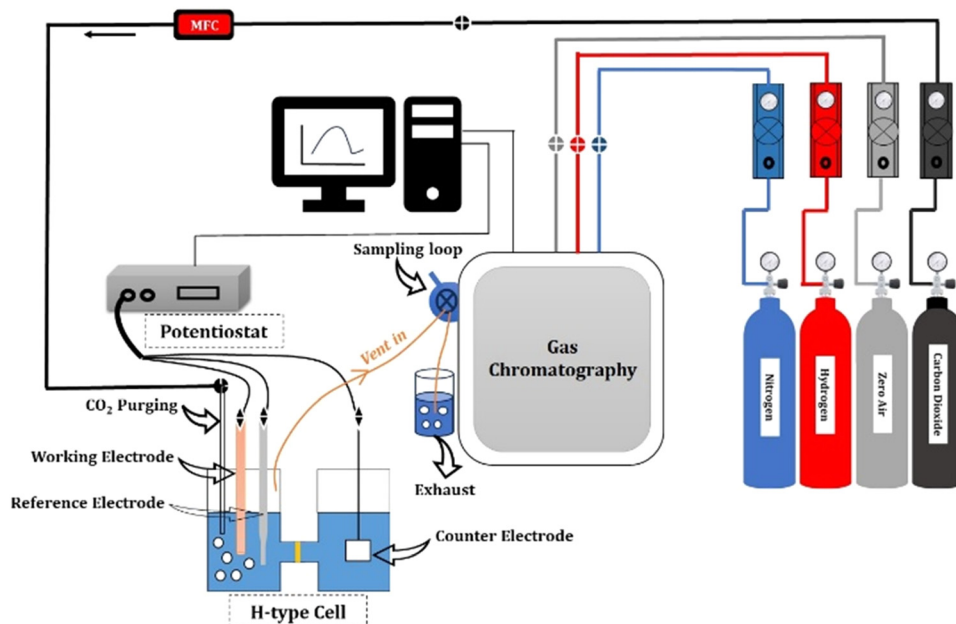 MFC
Sampling loop
Potentiostat
Vent in
Gas
Chromatography
Nitrogen
Hydrogen
Zero Air
Carbon Dioxide
CO₂ Purging
Working Electrode
Reference Electrode
Exhaust
Counter Electrode
H-type Cell